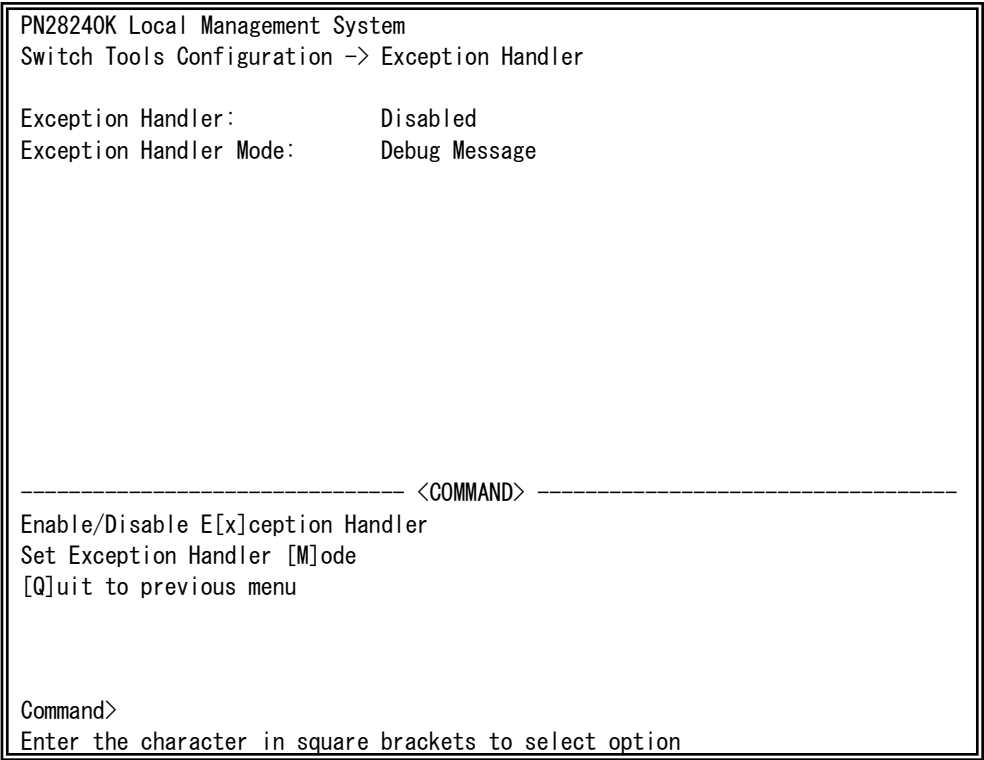 PN28240K Local Management System
Switch Tools Configuration -> Exception Handler
Exception Handler: Disabled
Exception Handler Mode: Debug Message
-------------------------------- <COMMAND> -----------------------------------
Enable/Disable E[x]ception Handler
Set Exception Handler [M]ode
[Q]uit to previous menu
Command>
Enter the character in square brackets to select option